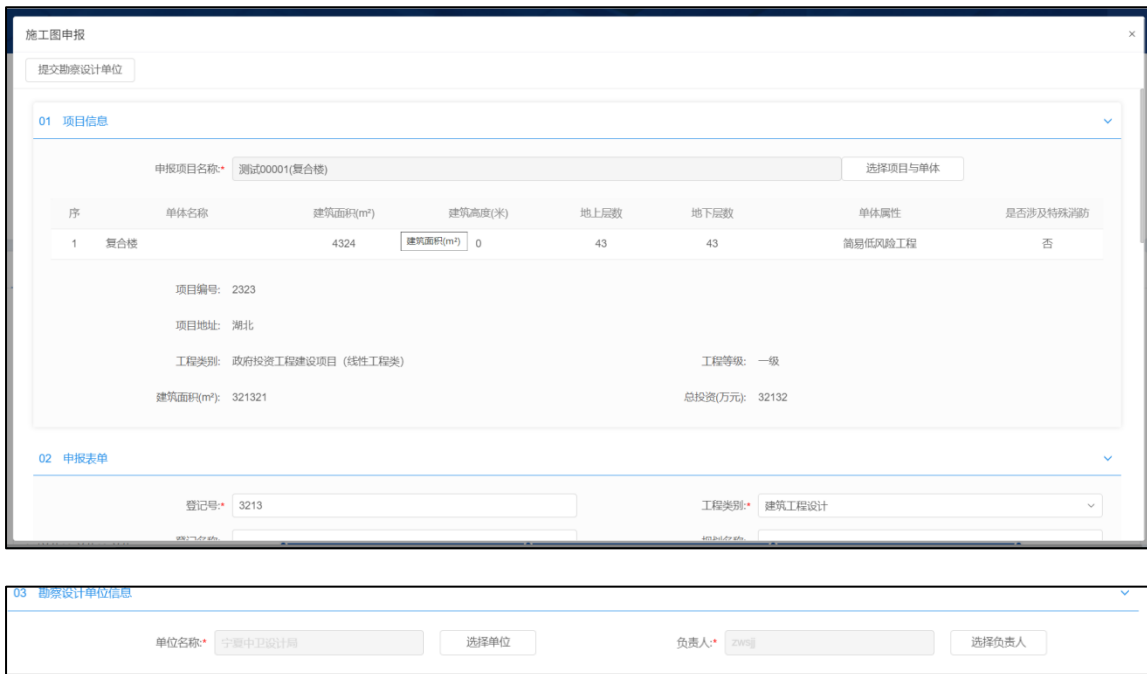 施工图申报 ×
提交勘察设计单位
01 项目信息
申报项目名称:* 测试00001(复合楼) 选择项目与单体
序 单体名称 建筑面积(m²) 建筑高度(米) 地上层数 地下层数 单体属性 是否涉及特殊消防
1 复合楼 4324 建筑面积(m²) 0 43 43 简易低风险工程 否
项目编号: 2323
项目地址: 湖北
工程类别: 政府投资工程建设项目（线性工程类） 工程等级: 一级
建筑面积(m²): 321321 总投资(万元): 32132
02 申报表单
登记号:* 3213 工程类别:* 建筑工程设计
03 勘察设计单位信息
单位名称:* 宁夏中卫设计局 选择单位 负责人:* zwsjj 选择负责人